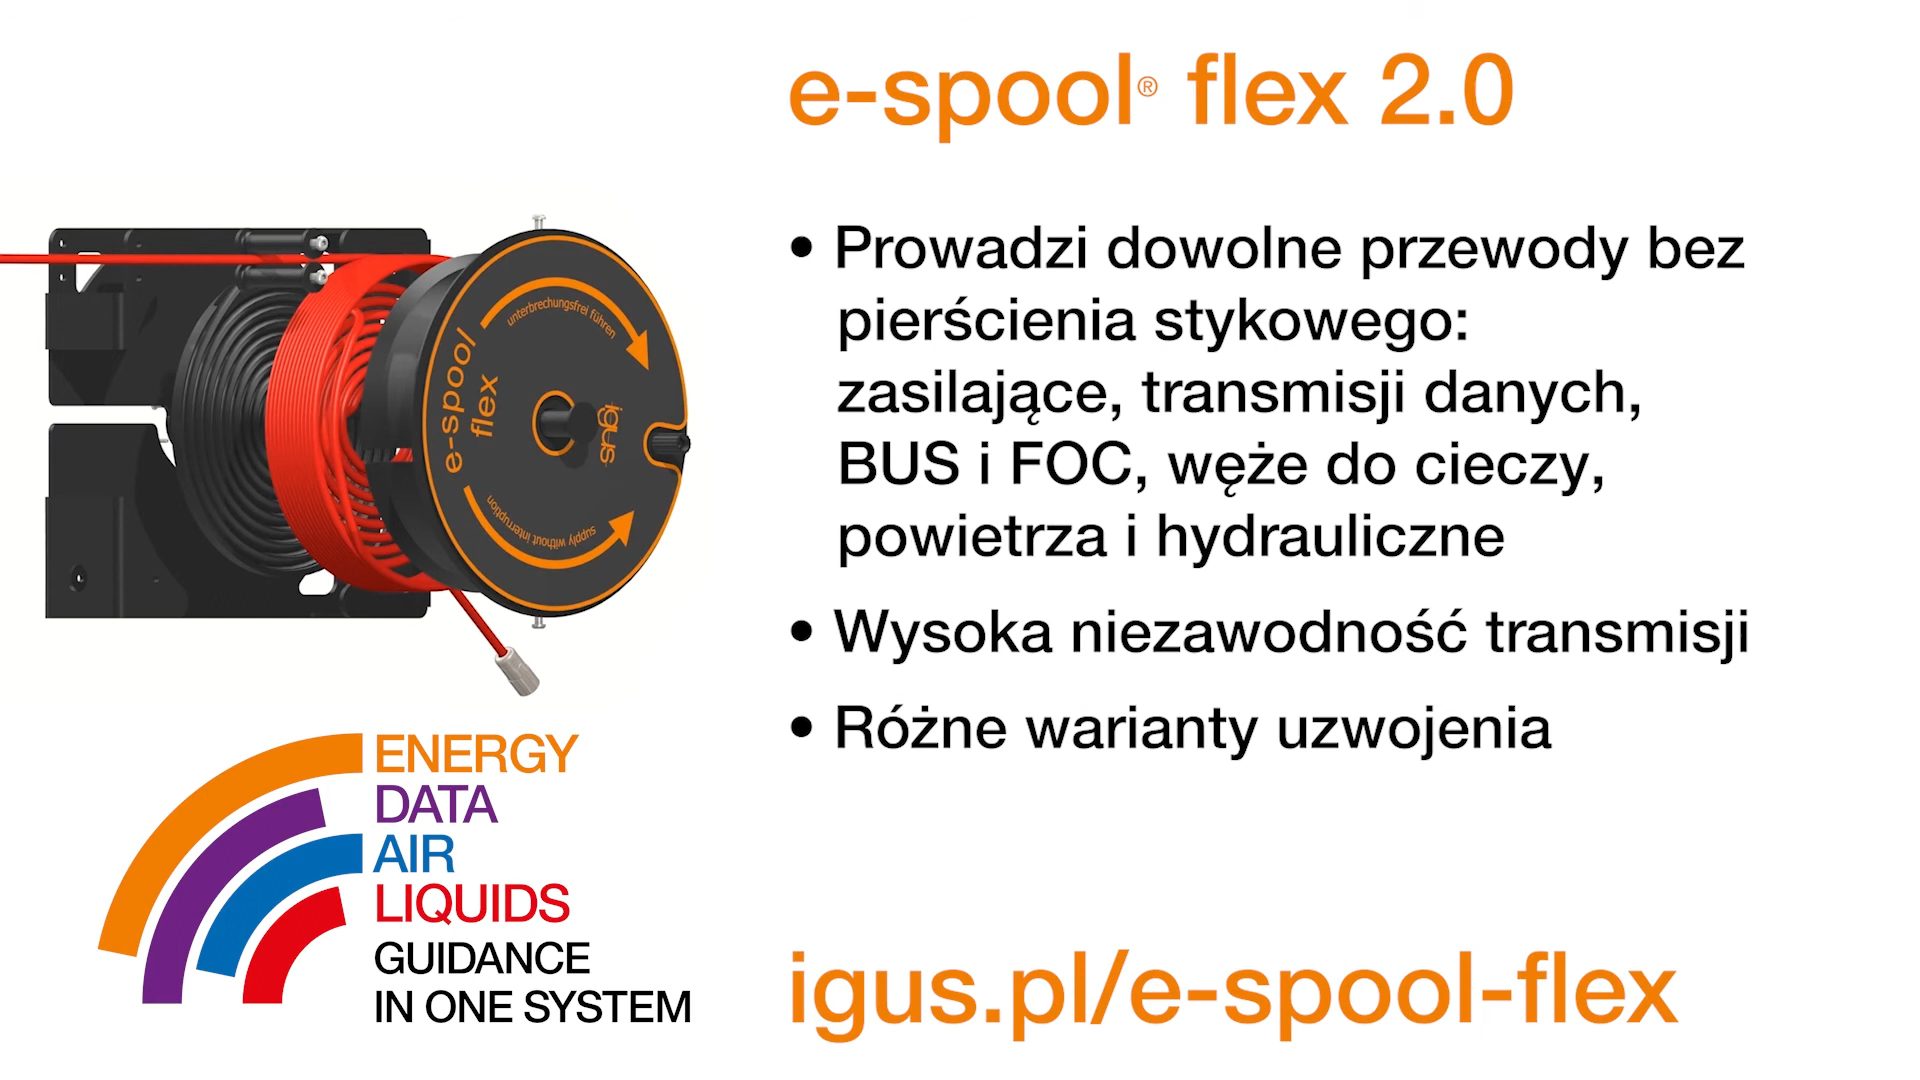 e-spool® flex 2.0
• Prowadzi dowolne przewody bez
pierścienia stykowego:
zasilające, transmisji danych,
BUS i FOC, węże do cieczy,
powietrza i hydrauliczne
• Wysoka niezawodność transmisji
• Różne warianty uzwojenia
igus.pl/e-spool-flex
unterbrechungsfrei führen
e-spool
flex
igus
supply without interruption
ENERGY
DATA
AIR
LIQUIDS
GUIDANCE
IN ONE SYSTEM